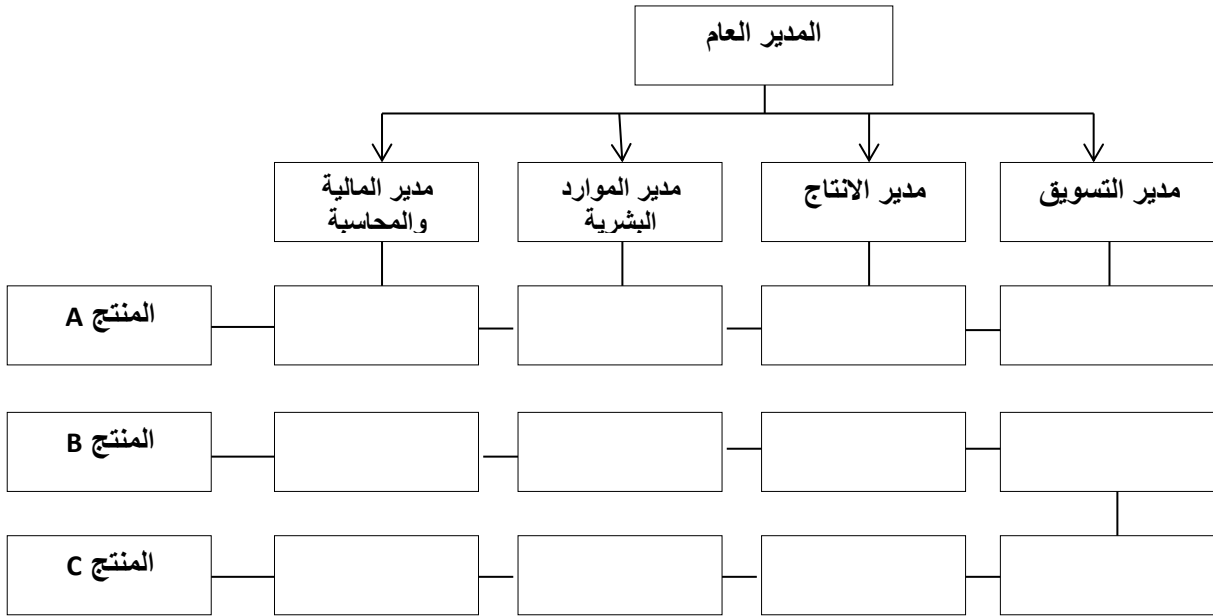 المدير العام
مدير التسويق
مدير الانتاج
مدير الموارد
البشرية
مدير المالية
والمحاسبة
المنتج A
المنتج B
المنتج C